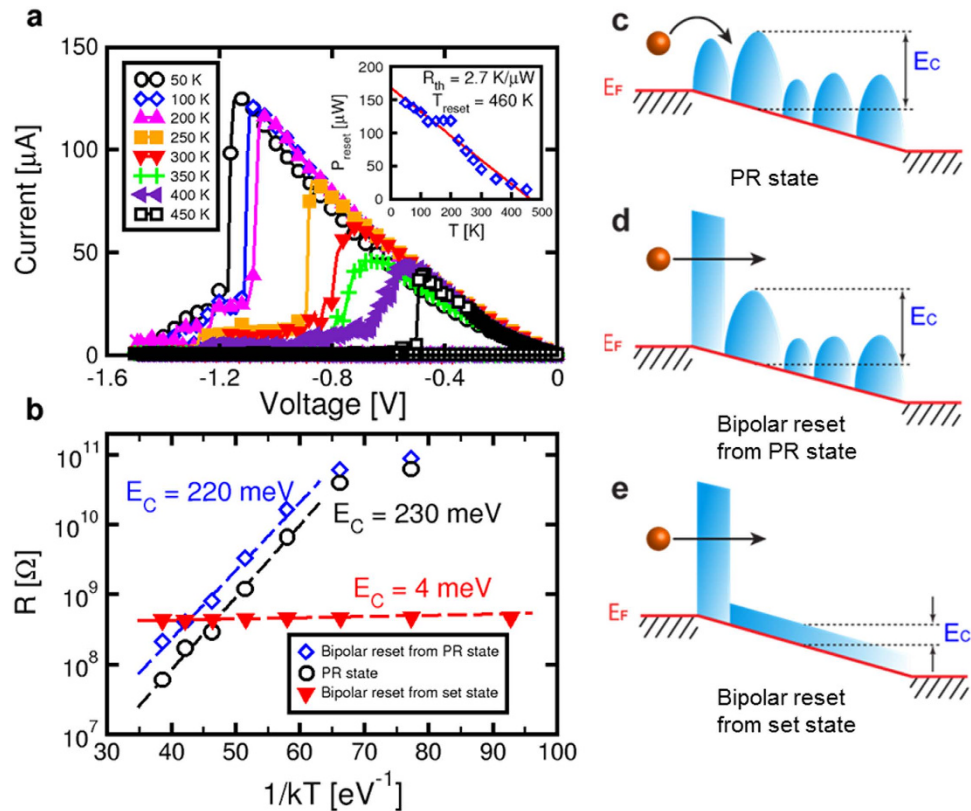 a
150
100
50
0
Current [μA]
50 K
100 K
200 K
250 K
300 K
350 K
400 K
450 K
-1.6
-1.2
-0.8
-0.4
0
Voltage [V]
R_th = 2.7 K/μW
T_reset = 460 K
P_reset [μW]
200
150
100
50
0
0 100 200 300 400 500
T [K]
b
R [Ω]
10^11
10^10
10^9
10^8
10^7
E_C = 220 meV
E_C = 230 meV
E_C = 4 meV
Bipolar reset from PR state
PR state
Bipolar reset from set state
30 40 50 60 70 80 90 100
1/kT [eV^-1]
c
E_F
E_C
PR state
d
E_F
E_C
Bipolar reset
from PR state
e
E_F
E_C
Bipolar reset
from set state